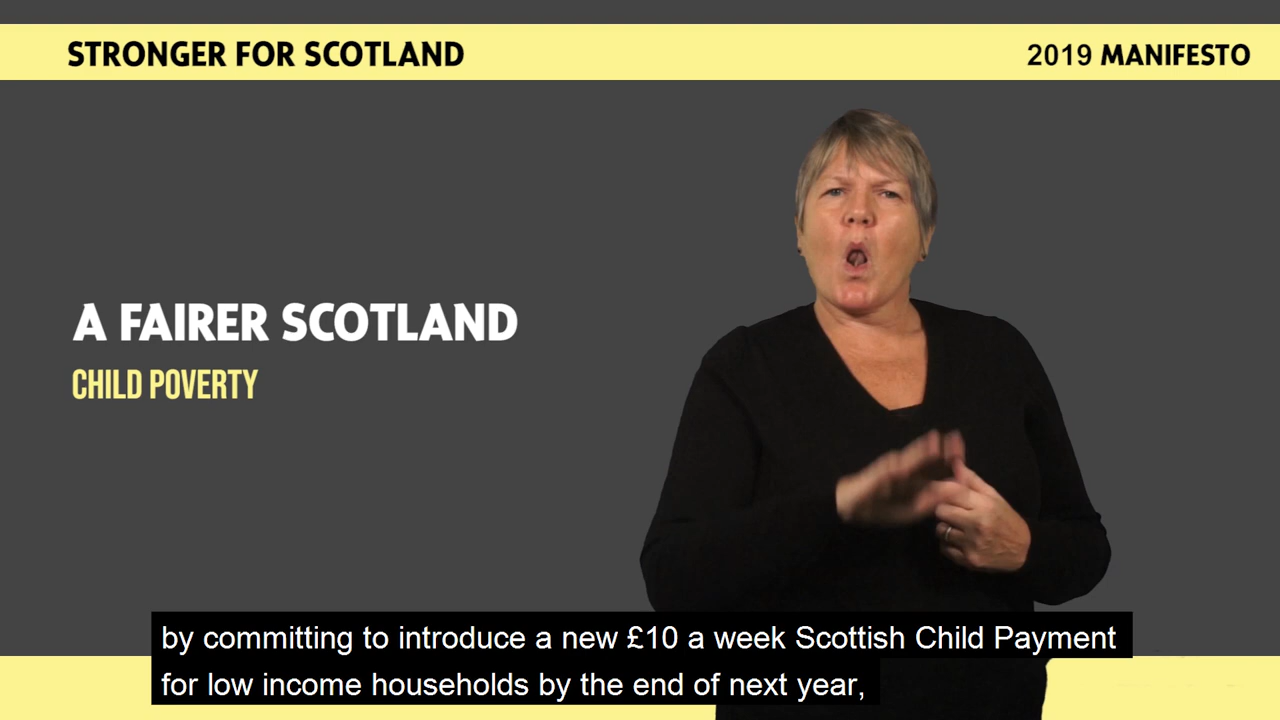 STRONGER FOR SCOTLAND
2019 MANIFESTO
A FAIRER SCOTLAND
CHILD POVERTY
by committing to introduce a new £10 a week Scottish Child Payment
for low income households by the end of next year,